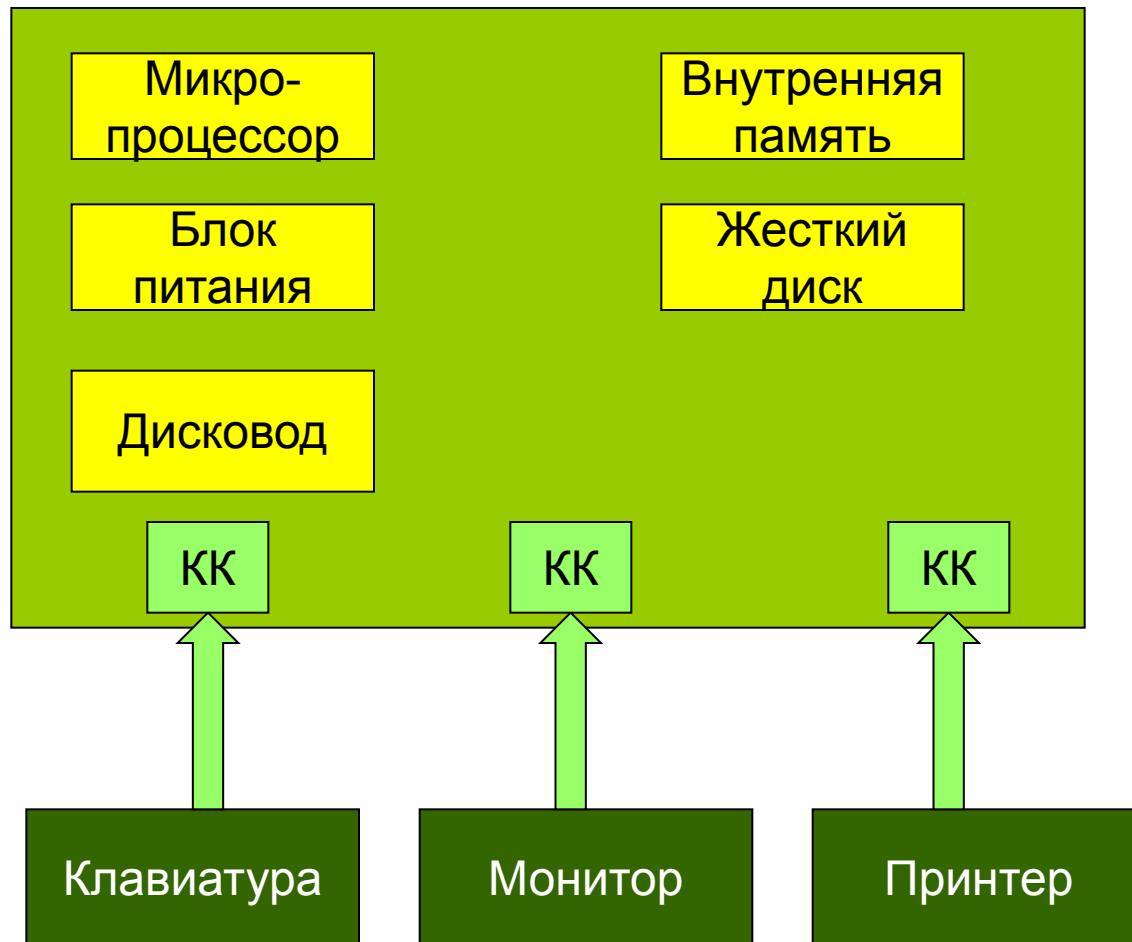 Микро-
процессор
Внутренняя
память
Блок
питания
Жесткий
диск
Дисковод
КК
КК
КК
Клавиатура
Монитор
Принтер